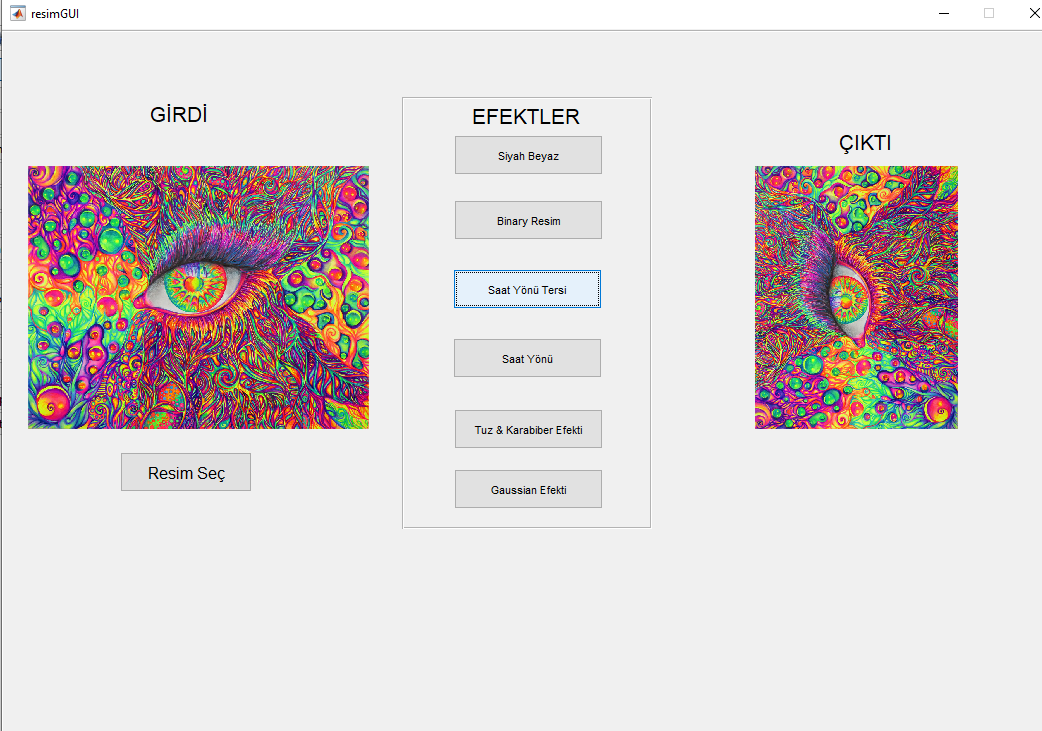 resimGUI
GİRDİ
Resim Seç
EFEKTLER
Siyah Beyaz
Binary Resim
Saat Yönü Tersi
Saat Yönü
Tuz & Karabiber Efekti
Gaussian Efekti
ÇIKTI